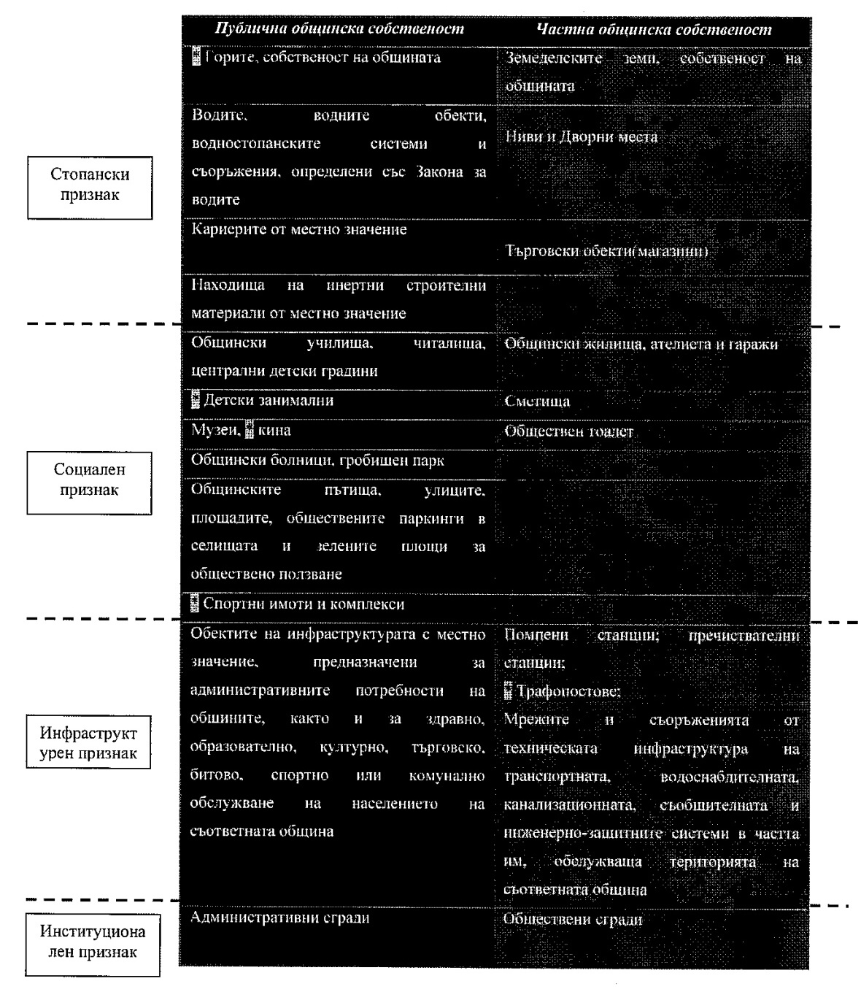 Публична общинска собственост
Частна общинска собственост
Горите, собственост на общината
Земеделските земи, собственост на
общината
Водите, водните обекти,
водностопанските системи и
съоръжения, определени със Закона за
водите
Ниви и Дворни места
Стопански
признак
Кариерите от местно значение
Търговски обекти(магазини)
Находища на инертни строителни
материали от местно значение
Общински училища, читалища,
централни детски градини
Общински жилища, ателиета и гаражи
Детски занимални
Сметища
Музеи, кина
Обществен тоалет
Социален
признак
Общински болници, гробишен парк
Общинските пътища, улиците,
площадите, обществените паркинги в
селищата и зелените площи за
обществено ползване
Спортни имоти и комплекси
Обектите на инфраструктурата с местно
значение, предназначени за
административните потребности на
общините, както и за здравно,
образователно, културно, търговско,
битово, спортно или комунално
обслужване на населението на
съответната община
Помпени станции; пречиствателни
станции;
Трафопостове;
Мрежите и съоръженията от
техническата инфраструктура на
транспортната, водоснабдителната,
канализационната, съобщителната и
инженерно-защитните системи в частта
им, обслужваща територията на
съответната община
Инфраструкт
урен признак
Административни сгради
Обществени сгради
Институциона
лен признак